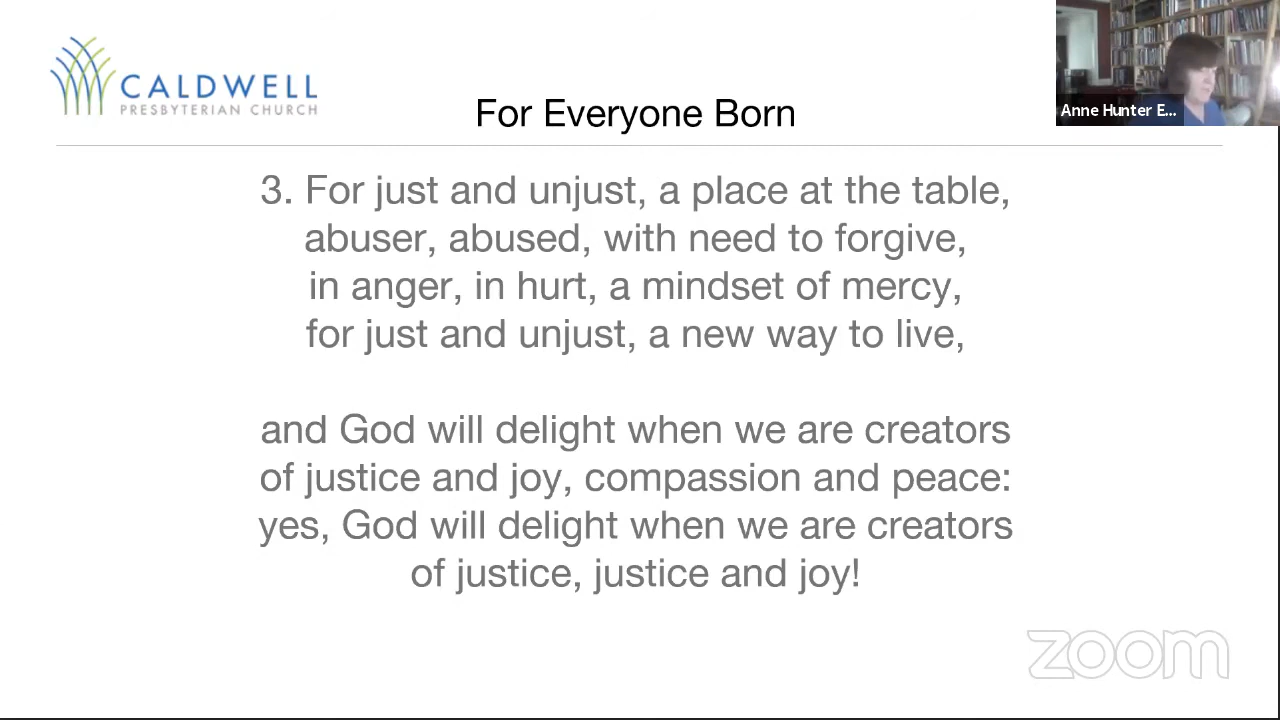 CALDWELL
PRESBYTERIAN CHURCH
For Everyone Born
Anne Hunter E...
3. For just and unjust, a place at the table,
abuser, abused, with need to forgive,
in anger, in hurt, a mindset of mercy,
for just and unjust, a new way to live,
and God will delight when we are creators
of justice and joy, compassion and peace:
yes, God will delight when we are creators
of justice, justice and joy!
zoom